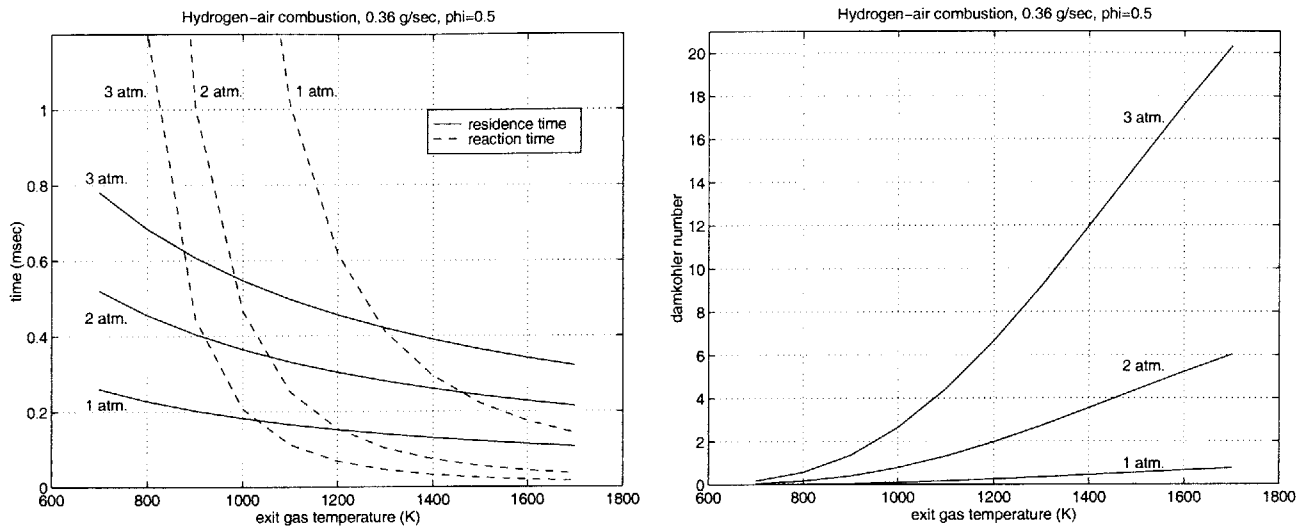 Hydrogen-air combustion, 0.36 g/sec, phi=0.5
3 atm.
2 atm.
1 atm.
residence time
reaction time
3 atm.
2 atm.
1 atm.
1
0.8
0.6
0.4
0.2
0
time (msec)
600
800
1000
1200
1400
1600
1800
exit gas temperature (K)
Hydrogen-air combustion, 0.36 g/sec, phi=0.5
20
18
16
14
12
10
8
6
4
2
0
damkohler number
3 atm.
2 atm.
1 atm.
600
800
1000
1200
1400
1600
1800
exit gas temperature (K)